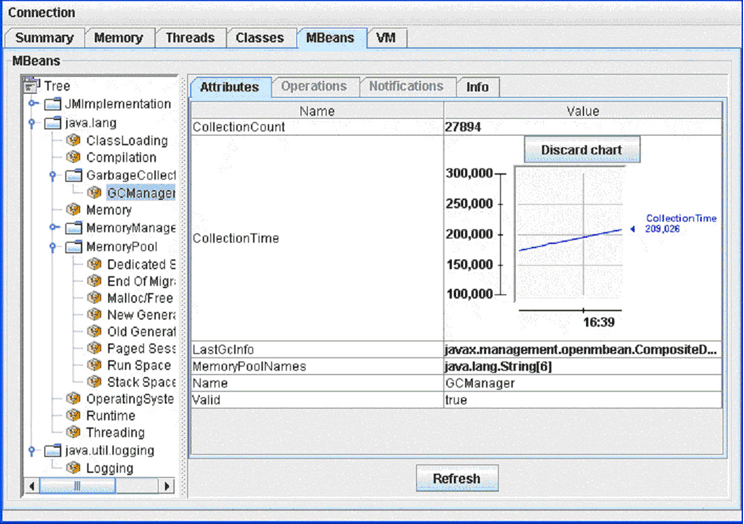 Connection
Summary Memory Threads Classes MBeans VM
MBeans
Tree
JMImplementation
java.lang
ClassLoading
Compilation
GarbageCollect
GCManager
Memory
MemoryManage
MemoryPool
Dedicated S
End Of Migr
Malloc/Free
New Genera
Old Generat
Paged Sess
Run Space
Stack Space
OperatingSyste
Runtime
Threading
java.util.logging
Logging
Attributes Operations Notifications Info
Name Value
CollectionCount 27894
CollectionTime
Discard chart
300,000
250,000
200,000
150,000
100,000
CollectionTime
209,026
16:39
LastGcInfo javax.management.openmbean.CompositeD...
MemoryPoolNames java.lang.String[6]
Name GCManager
Valid true
Refresh